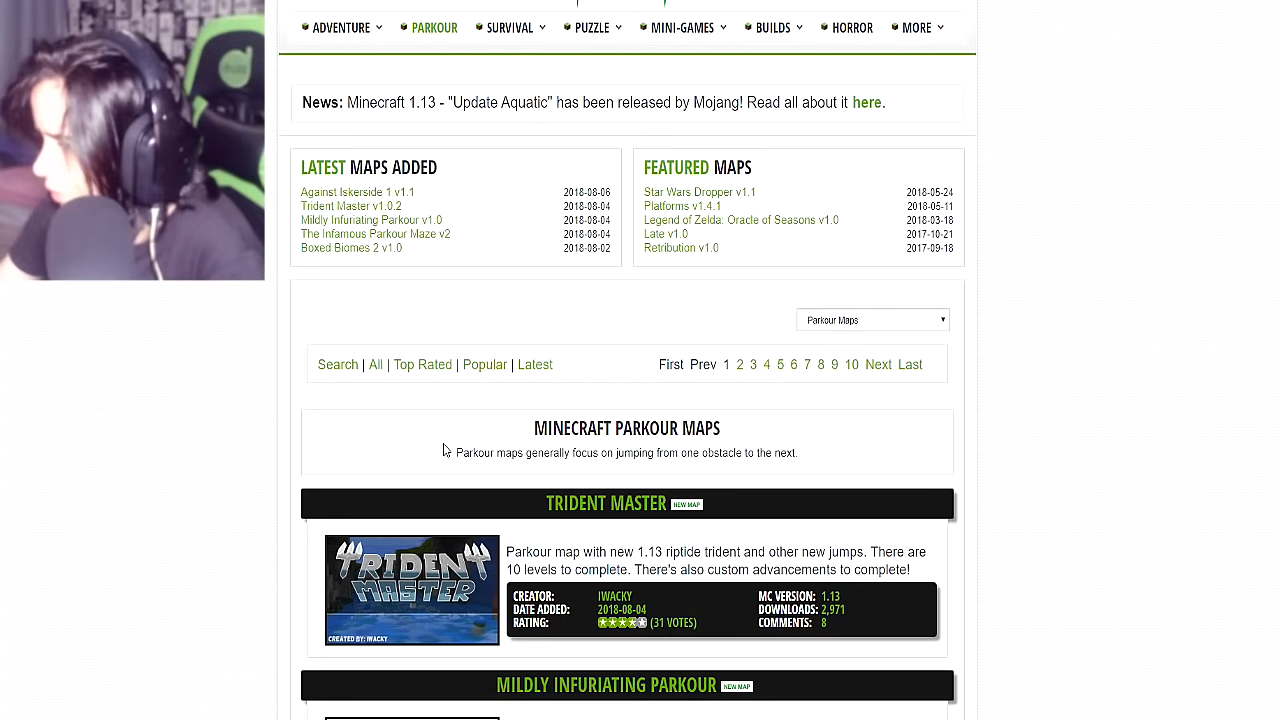 ADVENTURE PARKOUR SURVIVAL PUZZLE MINI-GAMES BUILDS HORROR MORE
News: Minecraft 1.13 - "Update Aquatic" has been released by Mojang! Read all about it here.
LATEST MAPS ADDED
Against Iskerside 1 v1.1 2018-08-06
Trident Master v1.0.2 2018-08-04
Mildly Infuriating Parkour v1.0 2018-08-04
The Infamous Parkour Maze v2 2018-08-04
Boxed Biomes 2 v1.0 2018-08-02
FEATURED MAPS
Star Wars Dropper v1.1 2018-05-24
Platforms v1.4.1 2018-05-11
Legend of Zelda: Oracle of Seasons v1.0 2018-03-18
Late v1.0 2017-10-21
Retribution v1.0 2017-09-18
Parkour Maps
Search | All | Top Rated | Popular | Latest First Prev 1 2 3 4 5 6 7 8 9 10 Next Last
MINECRAFT PARKOUR MAPS
Parkour maps generally focus on jumping from one obstacle to the next.
TRIDENT MASTER NEW MAP
TRIDENT
MASTER
CREATED BY: IWACKY
Parkour map with new 1.13 riptide trident and other new jumps. There are
10 levels to complete. There's also custom advancements to complete!
CREATOR: IWACKY MC VERSION: 1.13
DATE ADDED: 2018-08-04 DOWNLOADS: 2,971
RATING: (31 VOTES) COMMENTS: 8
MILDLY INFURIATING PARKOUR NEW MAP